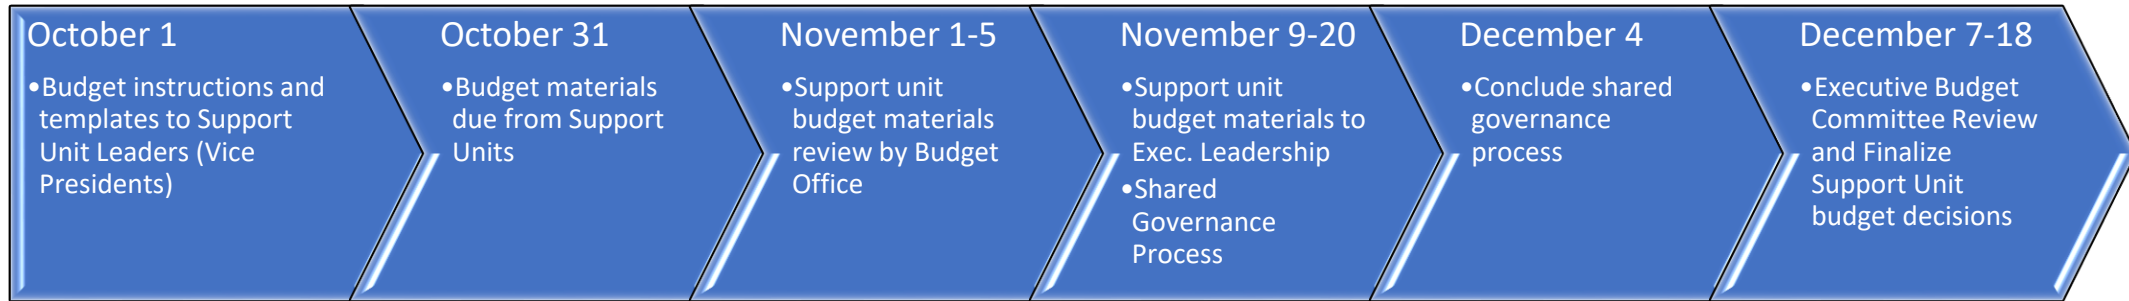 October 1
•Budget instructions and
templates to Support
Unit Leaders (Vice
Presidents)
October 31
•Budget materials
due from Support
Units
November 1-5
•Support unit
budget materials
review by Budget
Office
November 9-20
•Support unit
budget materials to
Exec. Leadership
•Shared
Governance
Process
December 4
•Conclude shared
governance
process
December 7-18
•Executive Budget
Committee Review
and Finalize
Support Unit
budget decisions